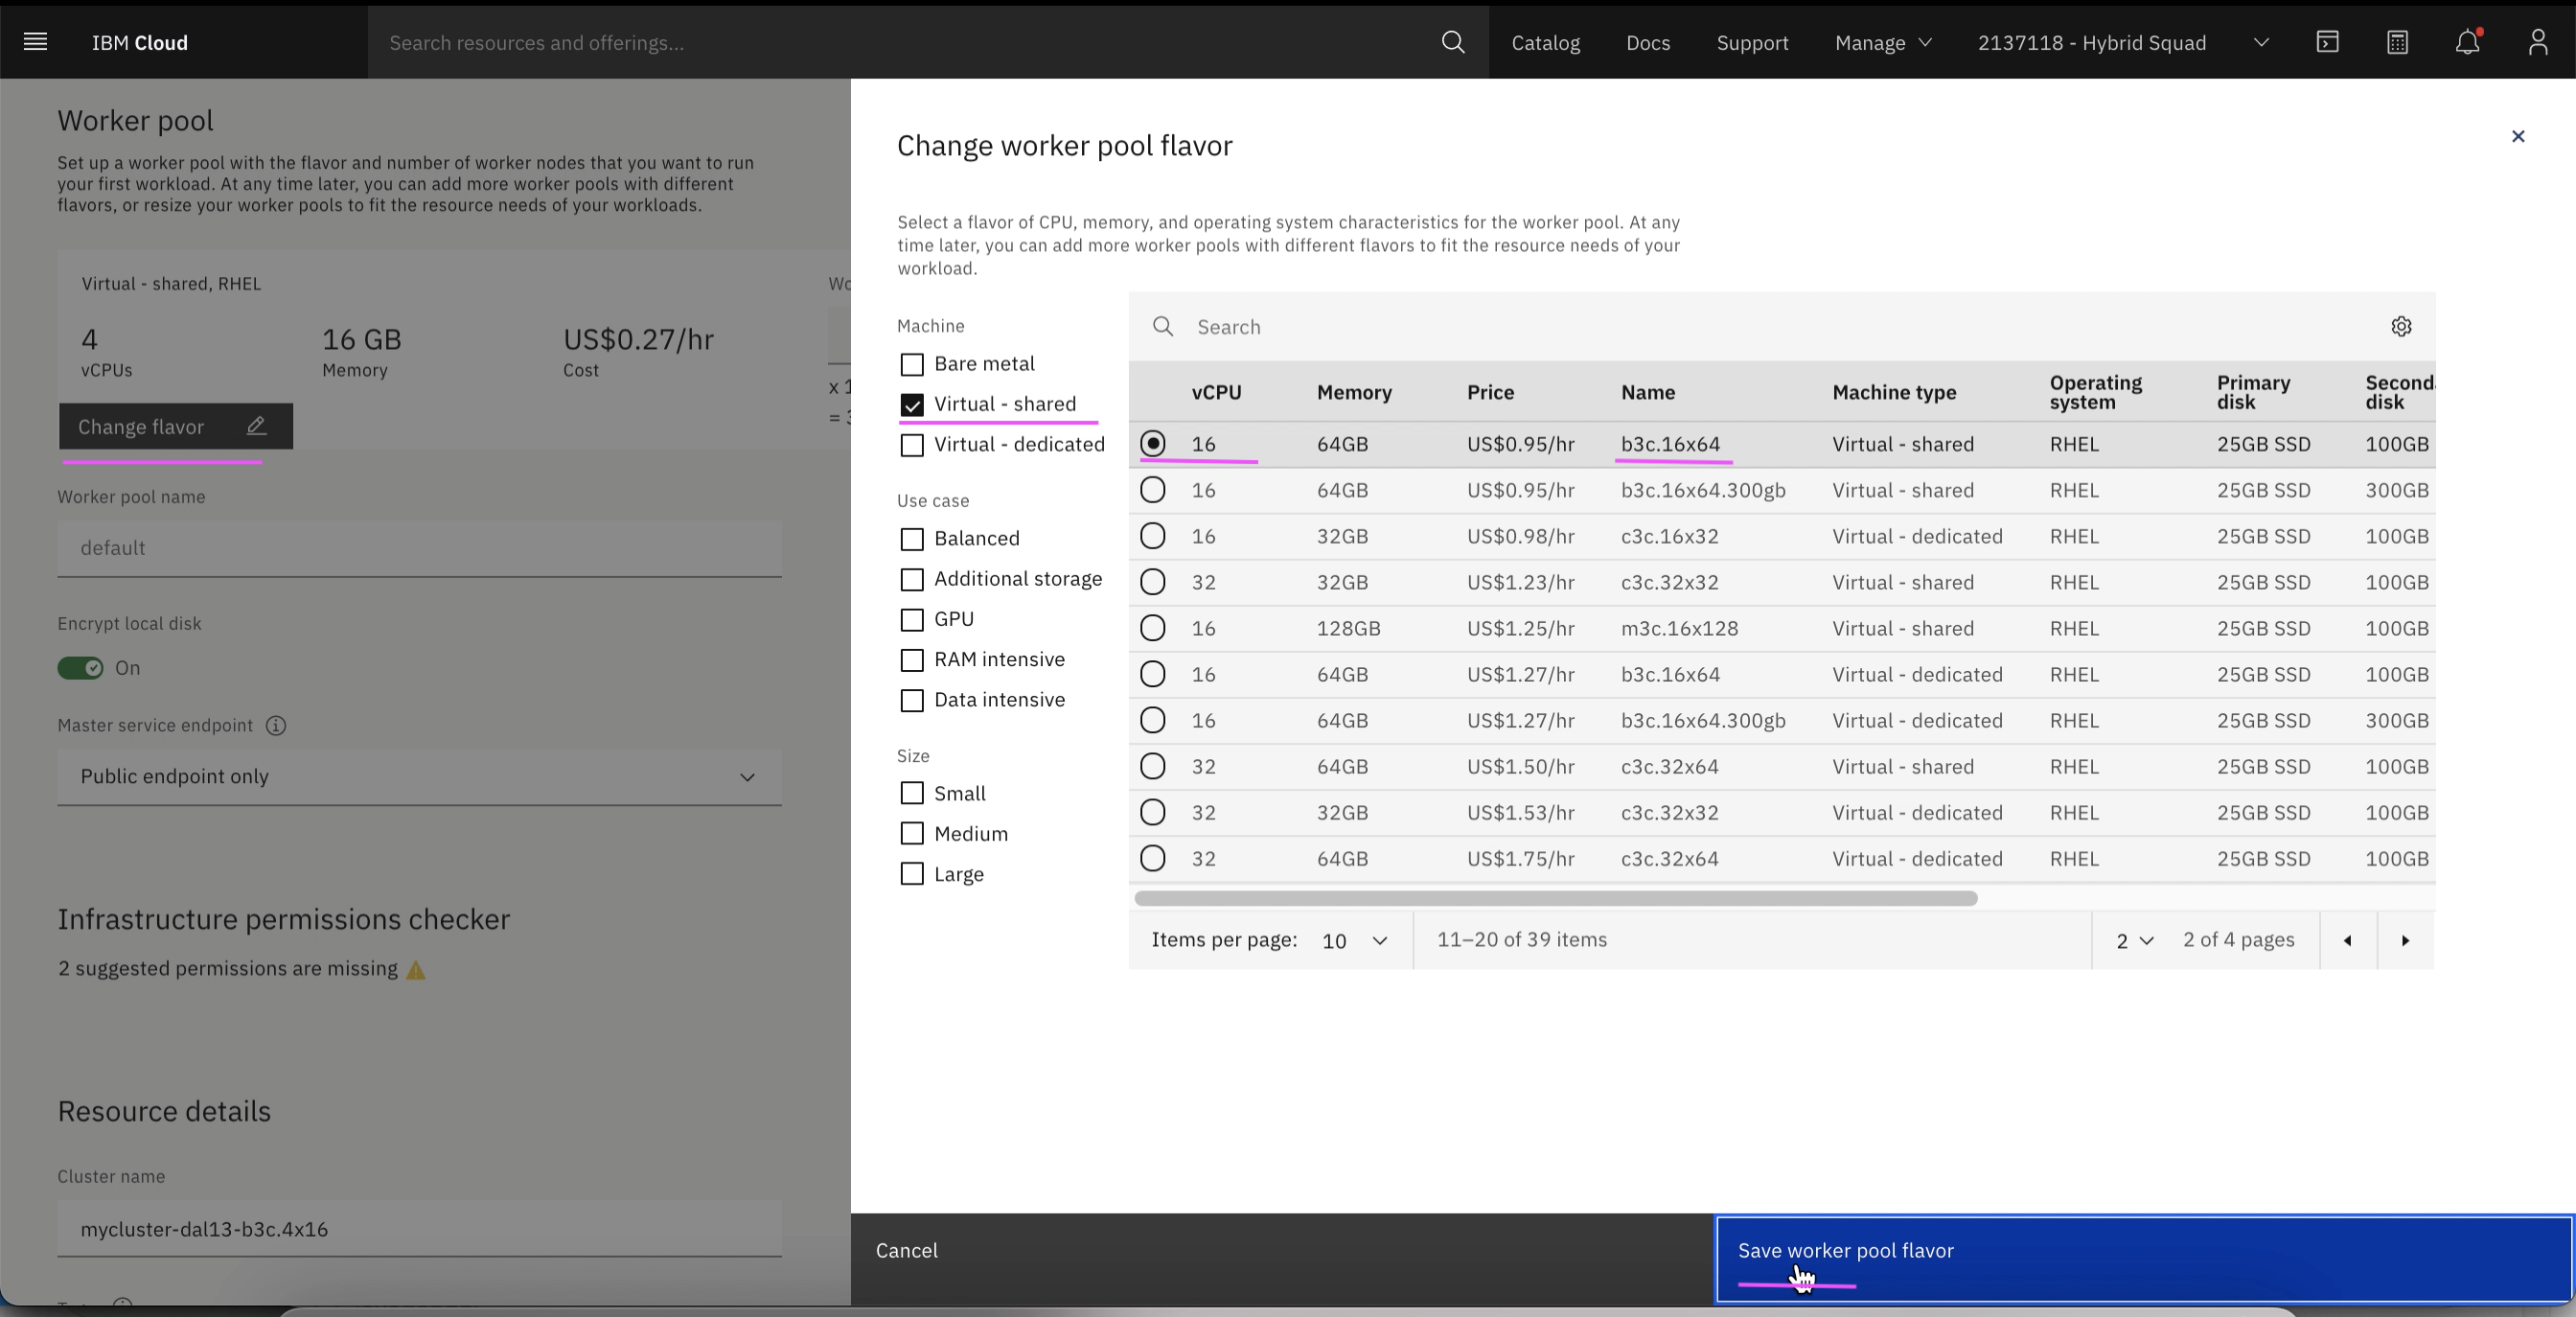 IBM Cloud
Search resources and offerings...
Catalog
Docs
Support
Manage
2137118 - Hybrid Squad
Worker pool
Set up a worker pool with the flavor and number of worker nodes that you want to run
your first workload. At any time later, you can add more worker pools with different
flavors, or resize your worker pools to fit the resource needs of your workloads.
Virtual - shared, RHEL
4
vCPUs
16 GB
Memory
US$0.27/hr
Cost
x 1
Change flavor
Worker pool name
default
Encrypt local disk
On
Master service endpoint
Public endpoint only
Infrastructure permissions checker
2 suggested permissions are missing
Resource details
Cluster name
mycluster-dal13-b3c.4x16
Change worker pool flavor
Select a flavor of CPU, memory, and operating system characteristics for the worker pool. At any
time later, you can add more worker pools with different flavors to fit the resource needs of your
workload.
Machine
Bare metal
Virtual - shared
Virtual - dedicated
Use case
Balanced
Additional storage
GPU
RAM intensive
Data intensive
Size
Small
Medium
Large
Search
vCPU Memory Price Name Machine type Operating system Primary disk Second disk
16 64GB US$0.95/hr b3c.16x64 Virtual - shared RHEL 25GB SSD 100GB
16 64GB US$0.95/hr b3c.16x64.300gb Virtual - shared RHEL 25GB SSD 300GB
16 32GB US$0.98/hr c3c.16x32 Virtual - dedicated RHEL 25GB SSD 100GB
32 32GB US$1.23/hr c3c.32x32 Virtual - shared RHEL 25GB SSD 100GB
16 128GB US$1.25/hr m3c.16x128 Virtual - shared RHEL 25GB SSD 100GB
16 64GB US$1.27/hr b3c.16x64 Virtual - dedicated RHEL 25GB SSD 100GB
16 64GB US$1.27/hr b3c.16x64.300gb Virtual - dedicated RHEL 25GB SSD 300GB
32 64GB US$1.50/hr c3c.32x64 Virtual - shared RHEL 25GB SSD 100GB
32 32GB US$1.53/hr c3c.32x32 Virtual - dedicated RHEL 25GB SSD 100GB
32 64GB US$1.75/hr c3c.32x64 Virtual - dedicated RHEL 25GB SSD 100GB
Items per page: 10
11–20 of 39 items
2
2 of 4 pages
Cancel
Save worker pool flavor